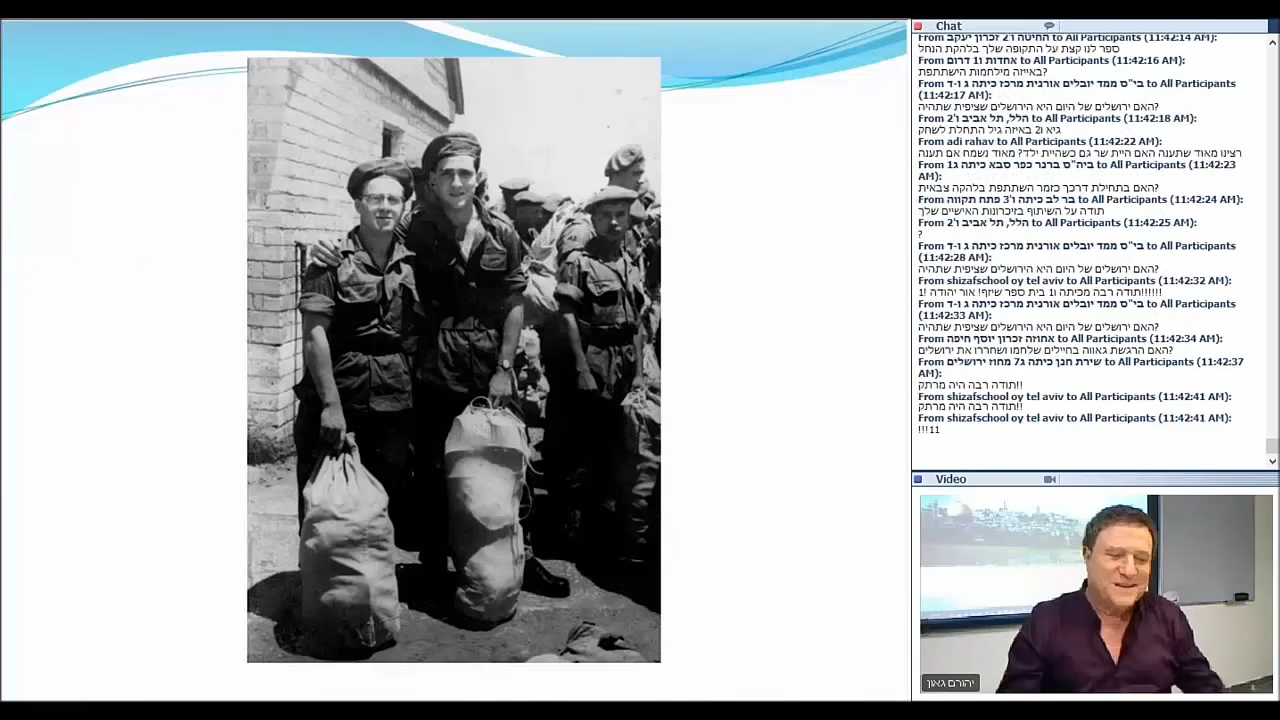 Chat
From החיטה ו'2 זכרון יעקב to All Participants (11:42:14 AM):
ספר לנו קצת על התקופה שלך בלהקת הנחל
From אחדות ו1 דרום to All Participants (11:42:16 AM):
באייזה מילחמות הישתתפת?
From בי"ס ממד יובלים אורנית מרכז כיתה ג ו-ד to All Participants
(11:42:17 AM):
האם ירושלים של היום היא הירושלים שציפית שתהיה?
From הלל, תל אביב ו'2 to All Participants (11:42:18 AM):
גיא ו2 באיזה גיל התחלת לשחק
From adi rahav to All Participants (11:42:22 AM):
רצינו מאוד שתענה האם היית שר גם כשהיית ילד? מאוד נשמח אם תענה
From ביה"ס ברנר כפר סבא כיתה ג1 to All Participants (11:42:23
AM):
האם בתחילת דרכך כזמר השתתפת בלהקה צבאית?
From בר לב כיתה ו'3 פתח תקווה to All Participants (11:42:24 AM):
תודה על השיתוף בזיכרונות האישיים שלך
From הלל, תל אביב ו'2 to All Participants (11:42:25 AM):
?
From בי"ס ממד יובלים אורנית מרכז כיתה ג ו-ד to All Participants
(11:42:28 AM):
האם ירושלים של היום היא הירושלים שציפית שתהיה?
From shizafschool oy tel aviv to All Participants (11:42:32 AM):
תודה רבה מכיתה ו1 בית ספר שיזף! אור יהודה !1!!!!!!
From בי"ס ממד יובלים אורנית מרכז כיתה ג ו-ד to All Participants
(11:42:33 AM):
האם ירושלים של היום היא הירושלים שציפית שתהיה?
From אחוזה זכרון יוסף חיפה to All Participants (11:42:34 AM):
האם הרגשת גאווה בחיילים שלחמו ושחררו את ירושלים?
From שירת חנן כיתה ג7 מחוז ירושלים to All Participants (11:42:37
AM):
תודה רבה היה מרתק!!
From shizafschool oy tel aviv to All Participants (11:42:41 AM):
תודה רבה היה מרתק!!
From shizafschool oy tel aviv to All Participants (11:42:41 AM):
!!!11
Video
יהורם גאון